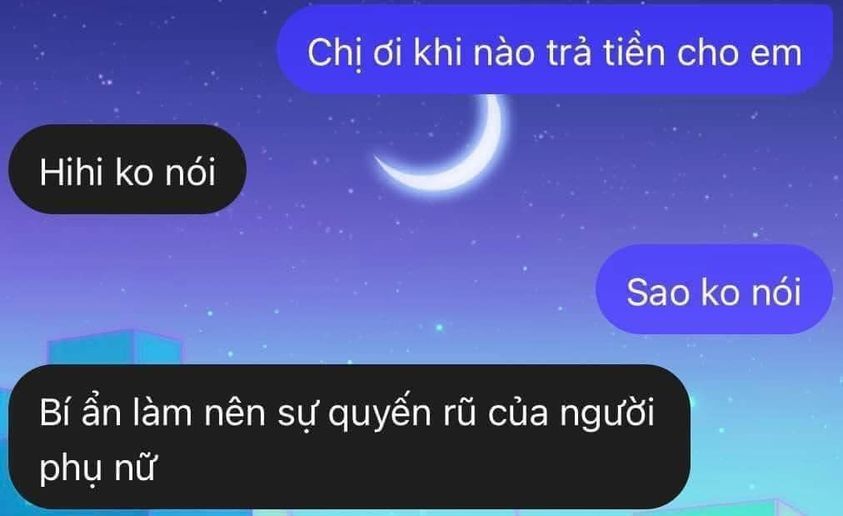 Chị ơi khi nào trả tiền cho em
Hihi ko nói
Sao ko nói
Bí ẩn làm nên sự quyến rũ của người
phụ nữ